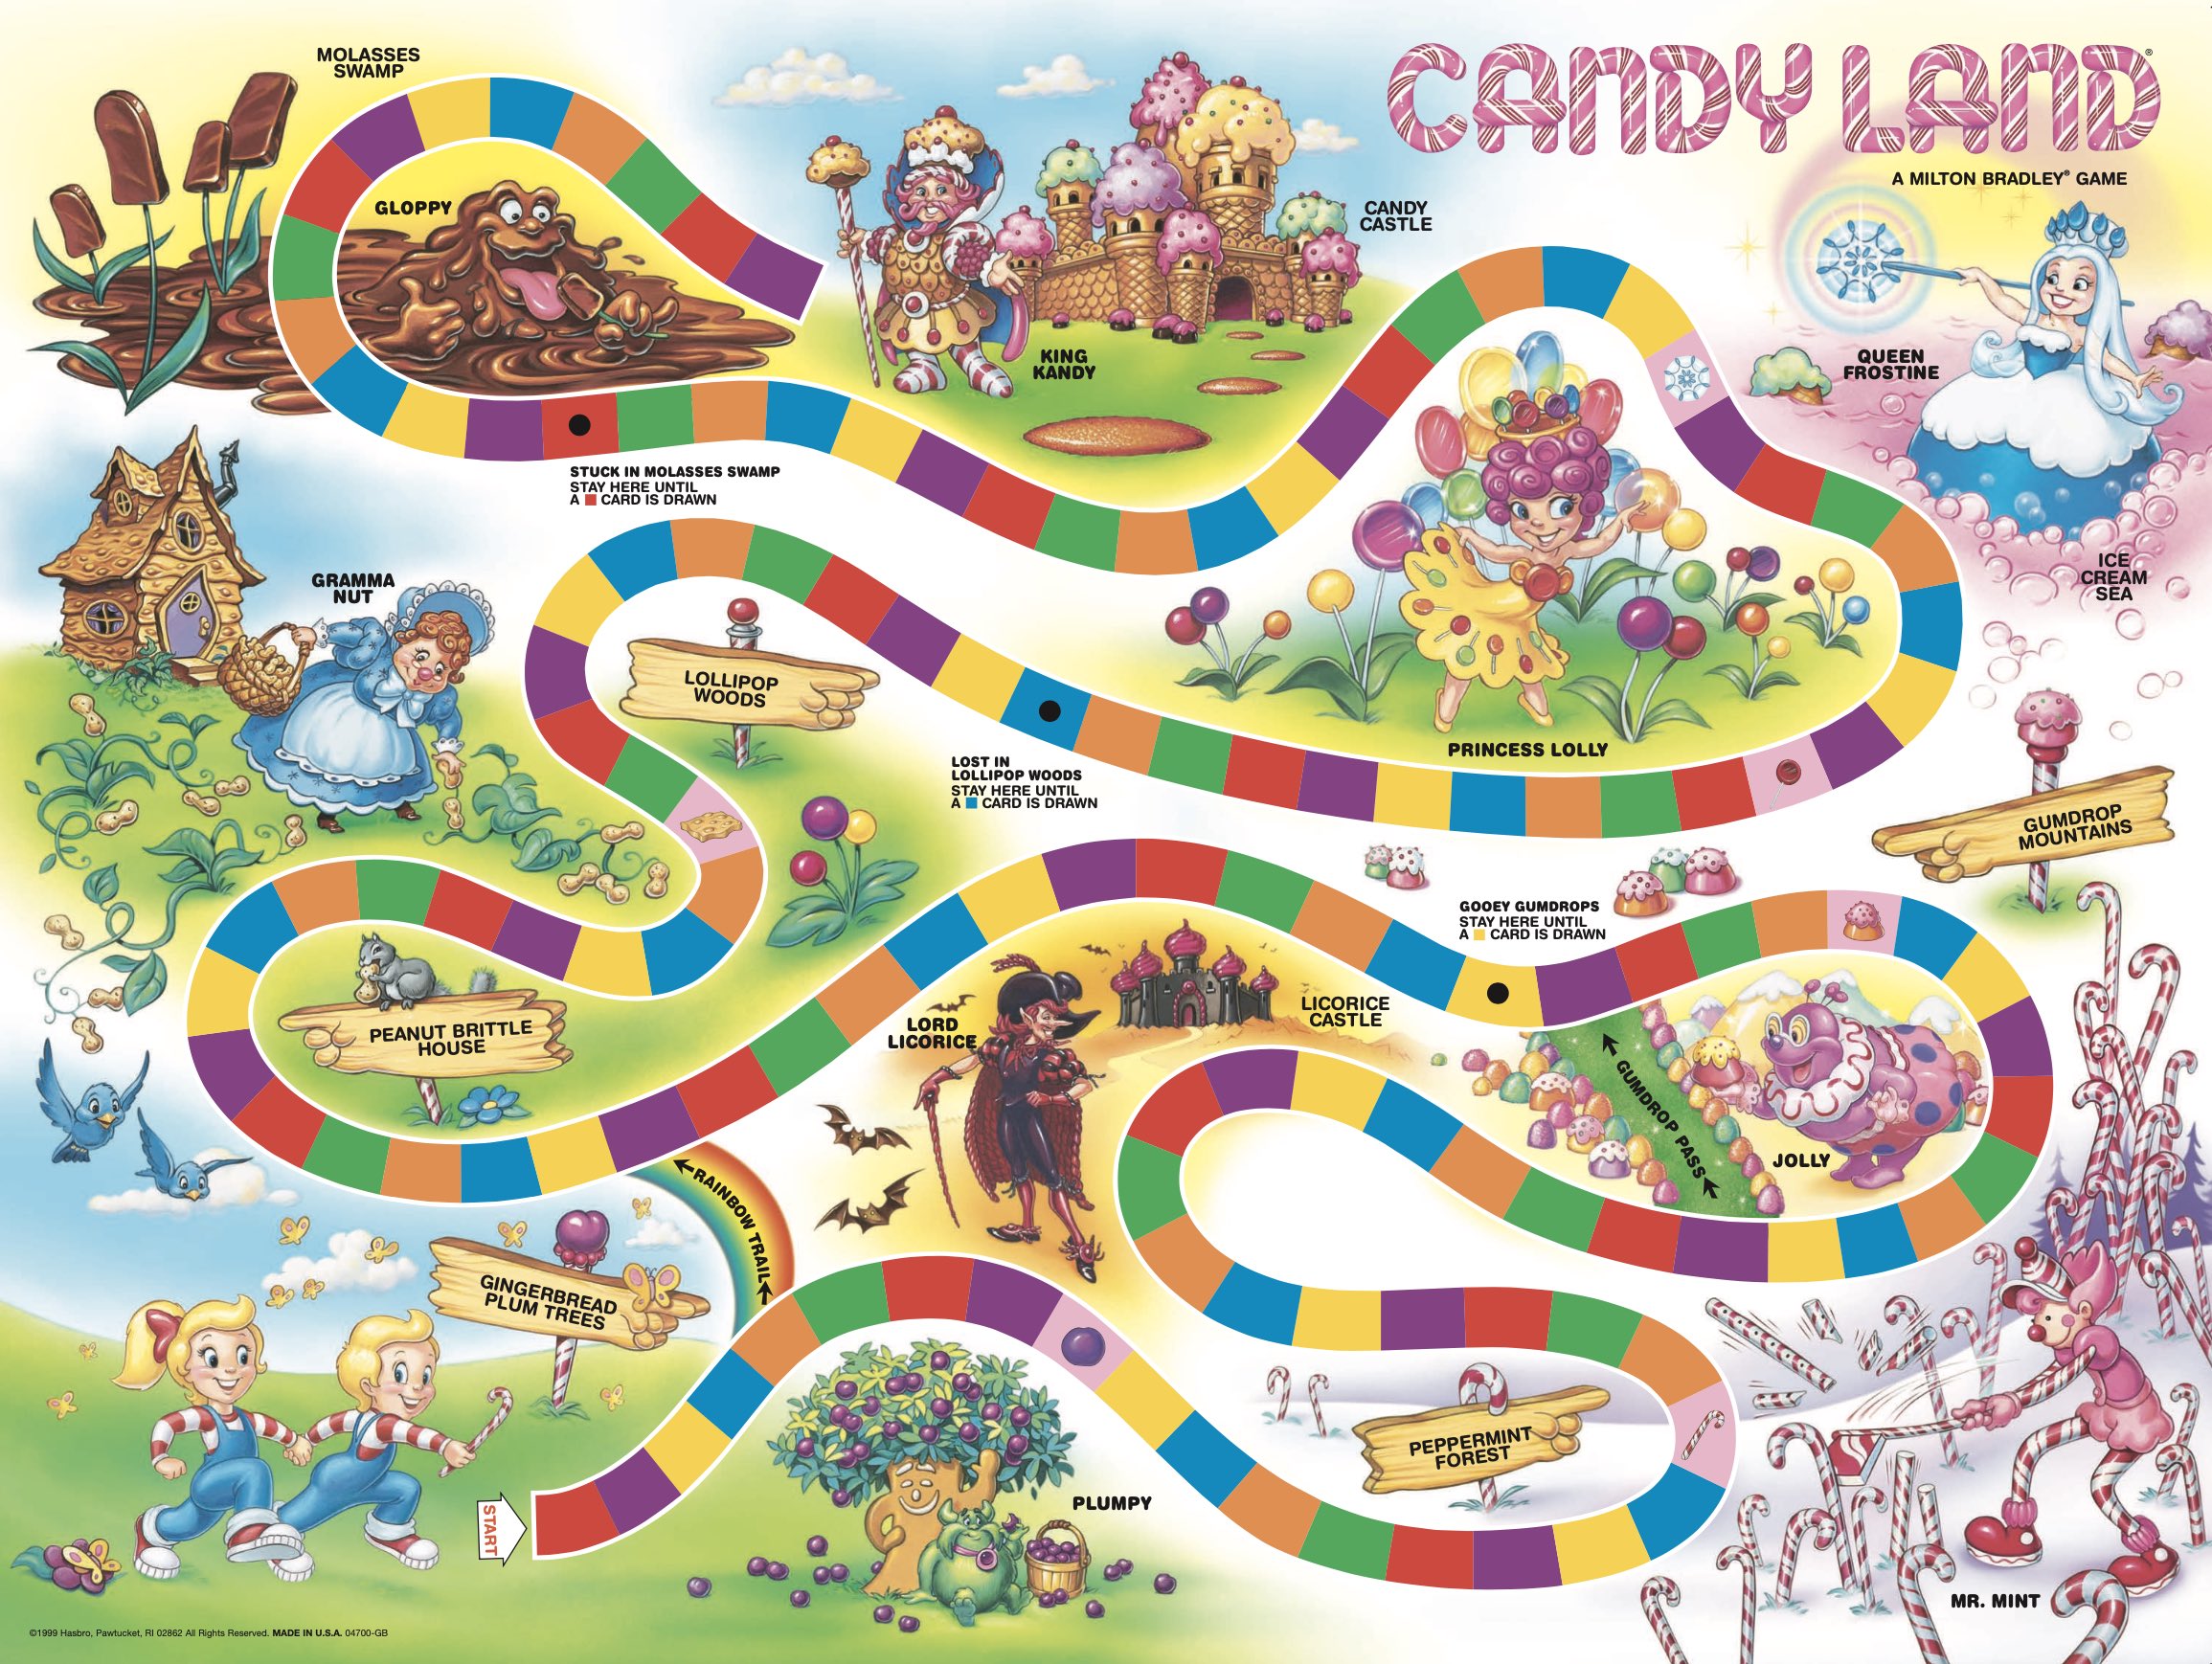 MOLASSES
SWAMP
CANDY LAND®
A MILTON BRADLEY® GAME
GLOPPY
CANDY
CASTLE
KING
KANDY
QUEEN
FROSTINE
STUCK IN MOLASSES SWAMP
STAY HERE UNTIL
A CARD IS DRAWN
ICE
CREAM
SEA
GRAMMA
NUT
LOLLIPOP
WOODS
PRINCESS LOLLY
LOST IN
LOLLIPOP WOODS
STAY HERE UNTIL
A CARD IS DRAWN
GUMDROP
MOUNTAINS
GOOEY GUMDROPS
STAY HERE UNTIL
A CARD IS DRAWN
PEANUT BRITTLE
HOUSE
LORD
LICORICE
LICORICE
CASTLE
GUMDROP PASS
JOLLY
RAINBOW TRAIL
GINGERBREAD
PLUM TREES
PEPPERMINT
FOREST
START
PLUMPY
MR. MINT
©1999 Hasbro, Pawtucket, RI 02862 All Rights Reserved. MADE IN U.S.A. 04700-GB